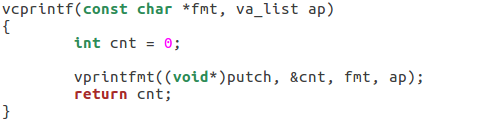 vcprintf(const char *fmt, va_list ap)
{
        int cnt = 0;

        vprintfmt((void*)putch, &cnt, fmt, ap);
        return cnt;
}